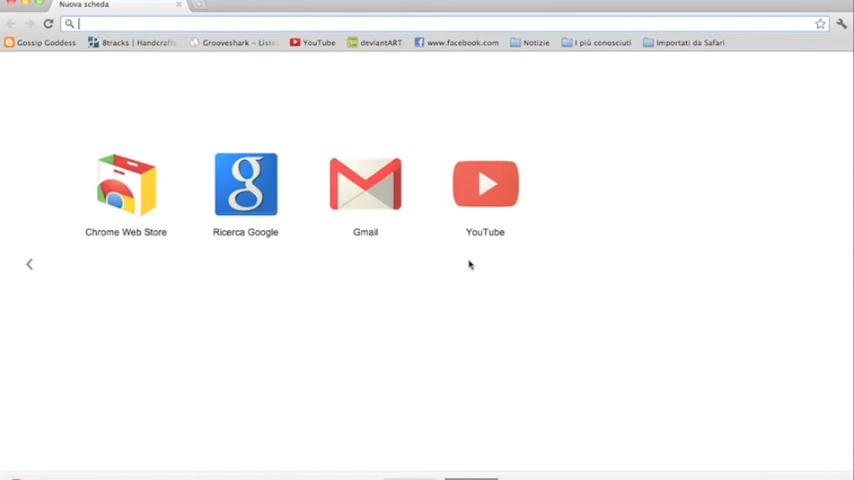 Nuova scheda
Gossip Goddess 8tracks | Handcraft Grooveshark – Liste YouTube deviantART www.facebook.com Notizie I più conosciuti Importati da Safari
Chrome Web Store Ricerca Google Gmail YouTube